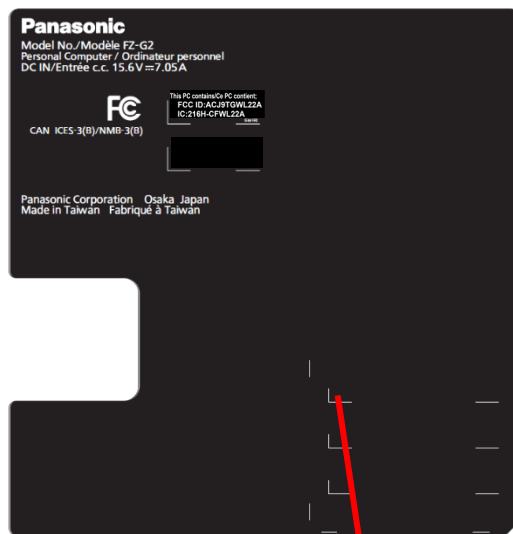 Panasonic
Model No./Modèle FZ-G2
Personal Computer / Ordinateur personnel
DC IN/Entrée c.c. 15.6V⎓7.05A
FC
CAN ICES-3(B)/NMB-3(B)
This PC contains/Ce PC contient;
FCC ID:ACJ9TGWL22A
IC:216H-CFWL22A
Panasonic Corporation Osaka Japan
Made in Taiwan Fabriqué à Taïwan